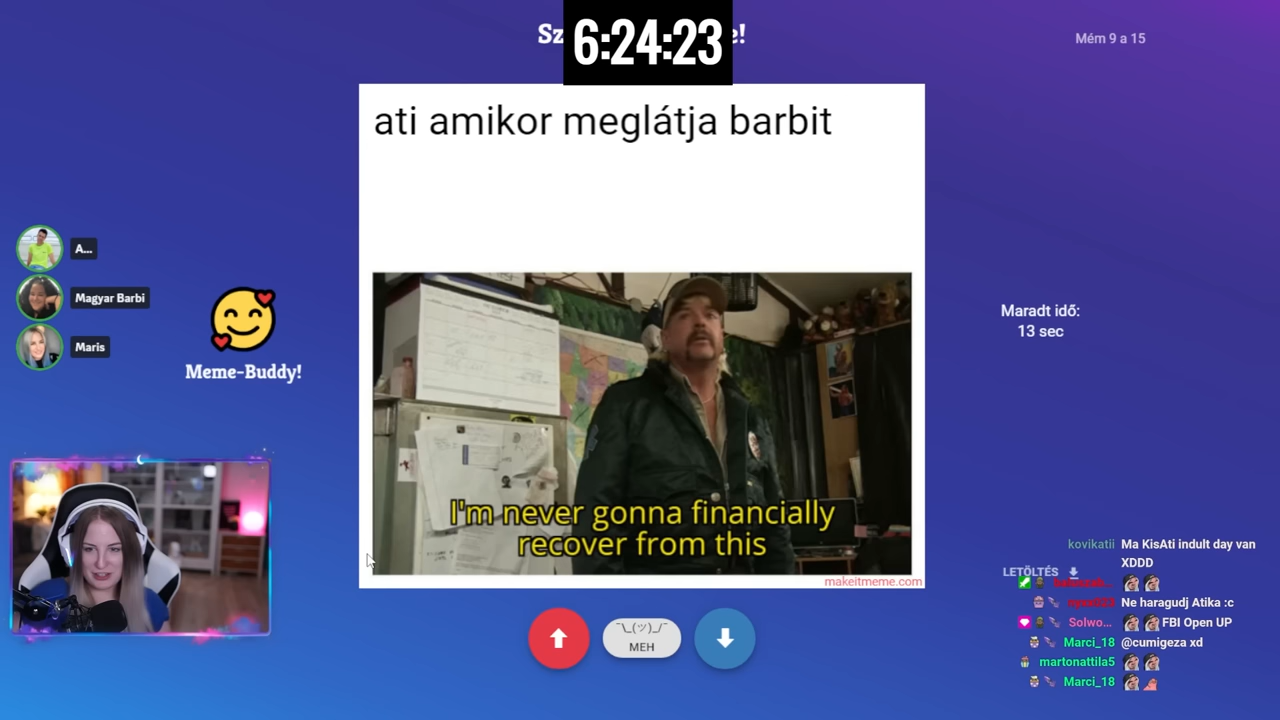 Sz
6:24:23
e!
Mém 9 a 15
ati amikor meglátja barbit
A...
Magyar Barbi
Maris
Meme-Buddy!
Maradt idő:
13 sec
I'm never gonna financially
recover from this
makeitmeme.com
¯\_(ツ)_/¯
MEH
LETÖLTÉS
kovikatii Ma KisAti indult day van
XDDD
Ne haragudj Atika :c
Solwo... FBI Open UP
Marci_18 @cumigeza xd
martonattila5
Marci_18